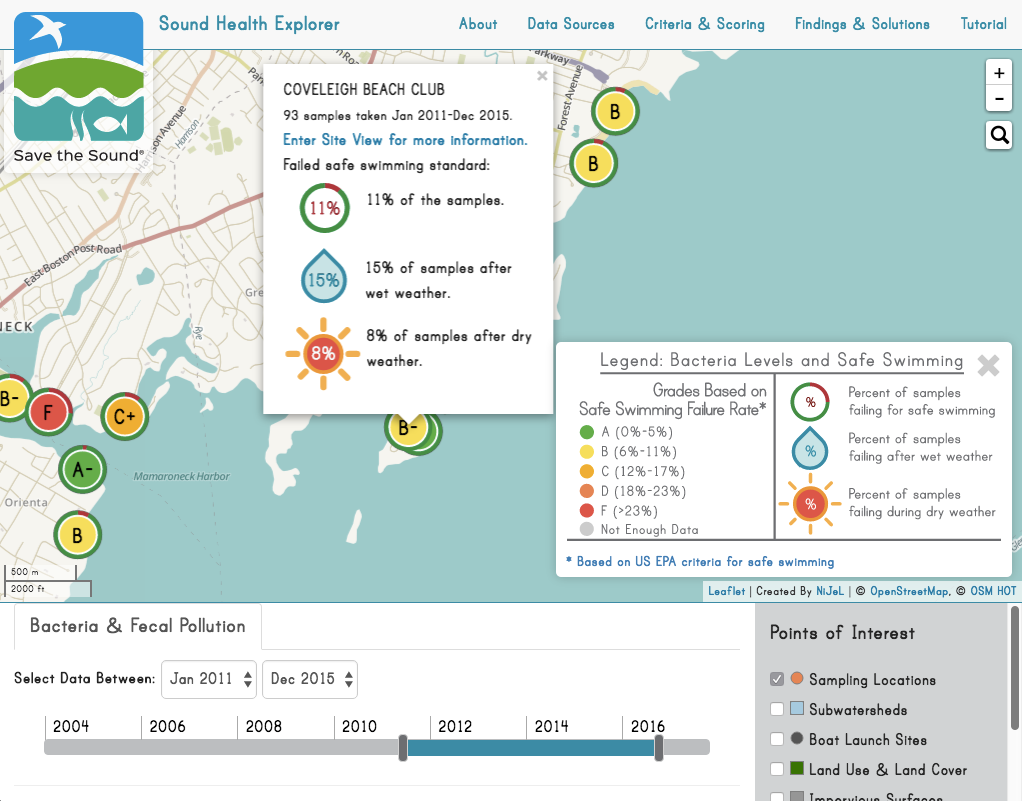 Sound Health Explorer
About
Data Sources
Criteria & Scoring
Findings & Solutions
Tutorial
Save the Sound®
+
-
COVELEIGH BEACH CLUB
93 samples taken Jan 2011-Dec 2015.
Enter Site View for more information.
Failed safe swimming standard:
11%
11% of the samples.
15%
15% of samples after
wet weather.
8%
8% of samples after dry
weather.
Parkway
Forest Avenue
Harrison Avenue
Harrison
East Boston Post Road
Rye
Gre
NECK
B
B
B-
F
C+
A-
B
B-
Mamaroneck Harbor
Orienta
500 m
2000 ft
Legend: Bacteria Levels and Safe Swimming
Grades Based on
Safe Swimming Failure Rate*
A (0%-5%)
B (6%-11%)
C (12%-17%)
D (18%-23%)
F (>23%)
Not Enough Data
%
Percent of samples
failing for safe swimming
%
Percent of samples
failing after wet weather
%
Percent of samples
failing during dry weather
* Based on US EPA criteria for safe swimming
Leaflet | Created By NiJeL | © OpenStreetMap, © OSM HOT
Bacteria & Fecal Pollution
Select Data Between:
Jan 2011
Dec 2015
2004
2006
2008
2010
2012
2014
2016
Points of Interest
Sampling Locations
Subwatersheds
Boat Launch Sites
Land Use & Land Cover
Impervious Surfaces